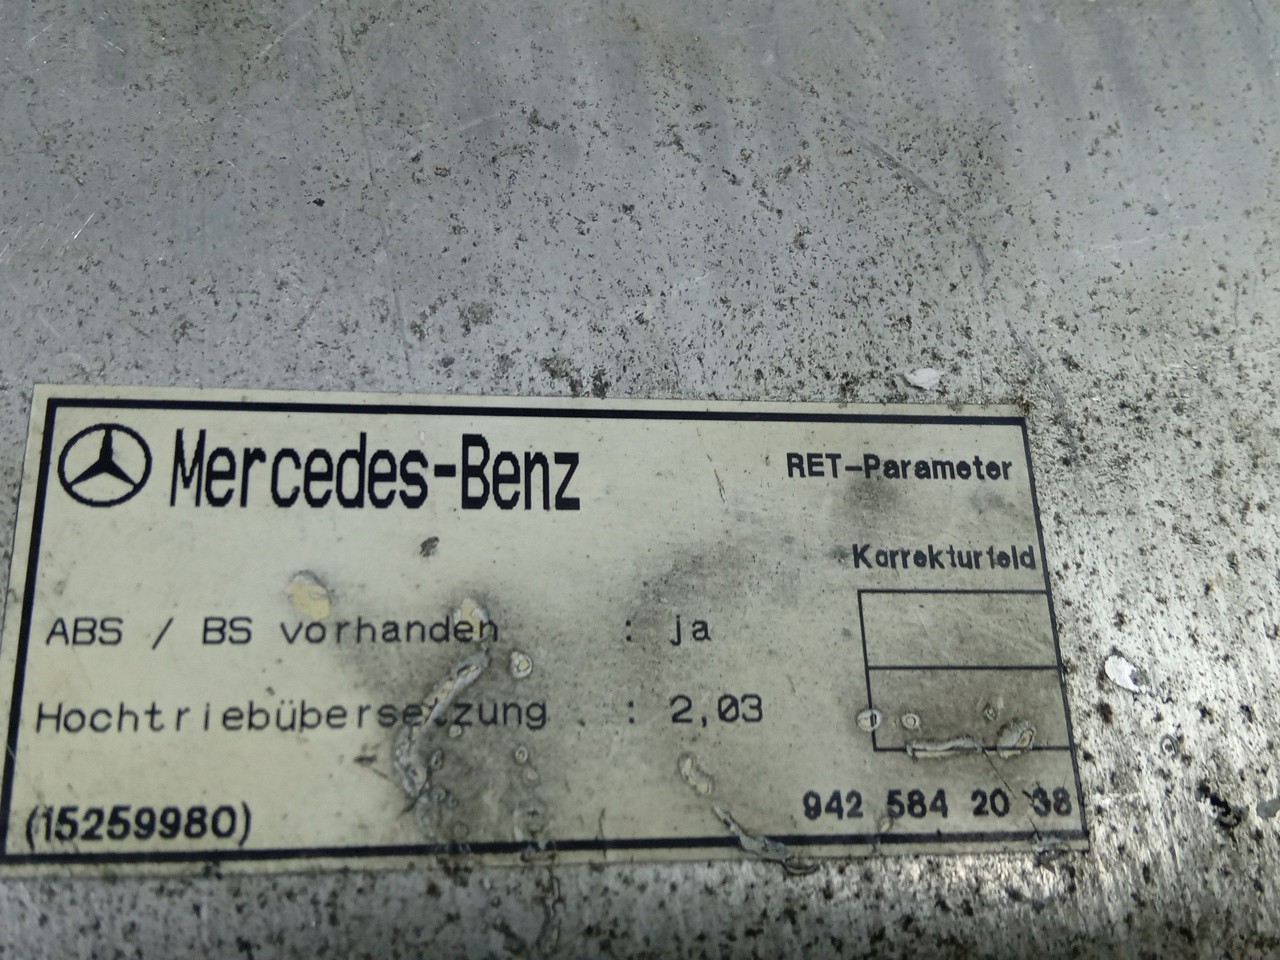 Mercedes-Benz
RET-Parameter
Korrekturfeld
ABS / BS vorhanden : ja
Hochtriebübersetzung . : 2,03
(15259980)
942 584 20 38